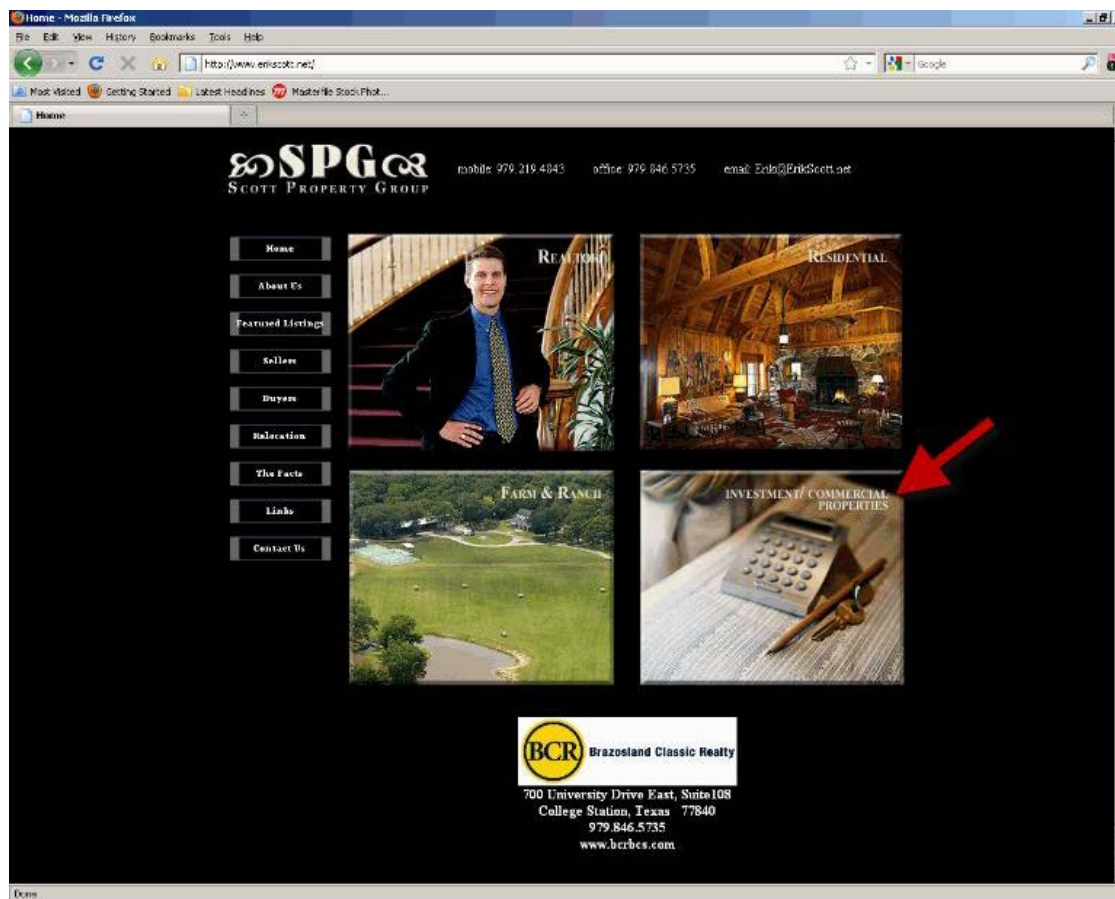 Home - Mozilla Firefox
File Edit View History Bookmarks Tools Help
http://www.erikscott.net/
Google
Most Visited Getting Started Latest Headlines Masterfile Stock Phot...
Home
SPG
SCOTT PROPERTY GROUP
mobile: 979.219.4843 office: 979.846.5735 email: Erik@ErikScott.net
Home
About Us
Featured Listings
Sellers
Buyers
Relocation
The Facts
Links
Contact Us
REALTOR®
RESIDENTIAL
FARM & RANCH
INVESTMENT/ COMMERCIAL
PROPERTIES
BCR Brazosland Classic Realty
700 University Drive East, Suite108
College Station, Texas 77840
979.846.5735
www.bcrbcs.com
Done